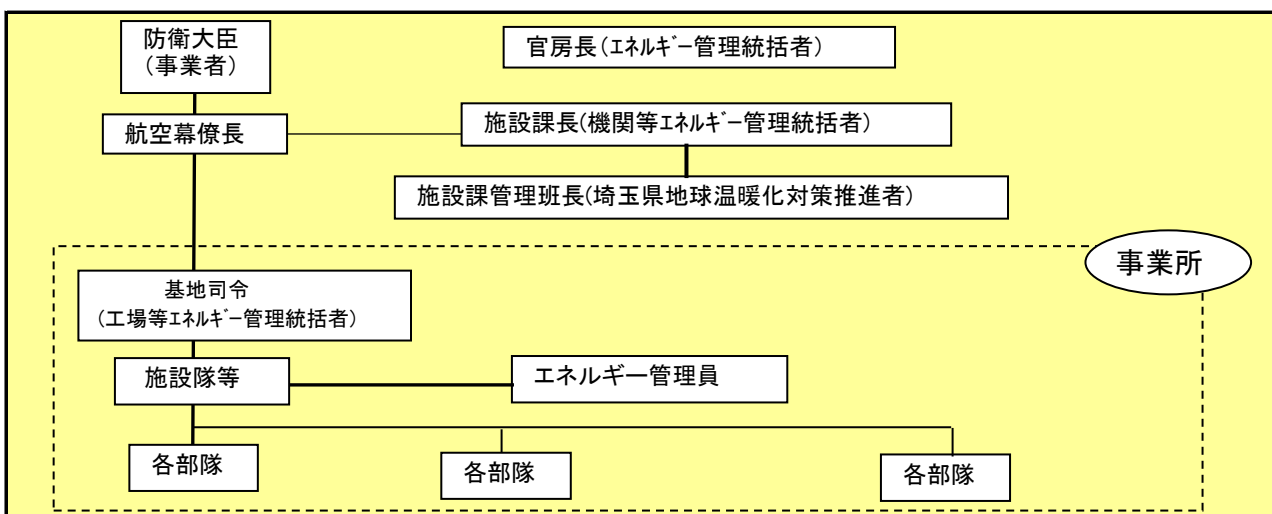 防衛大臣
(事業者)
官房長(エネルギー管理統括者)
航空幕僚長
施設課長(機関等エネルギー管理統括者)
施設課管理班長(埼玉県地球温暖化対策推進者)
事業所
基地司令
(工場等エネルギー管理統括者)
施設隊等
エネルギー管理員
各部隊
各部隊
各部隊